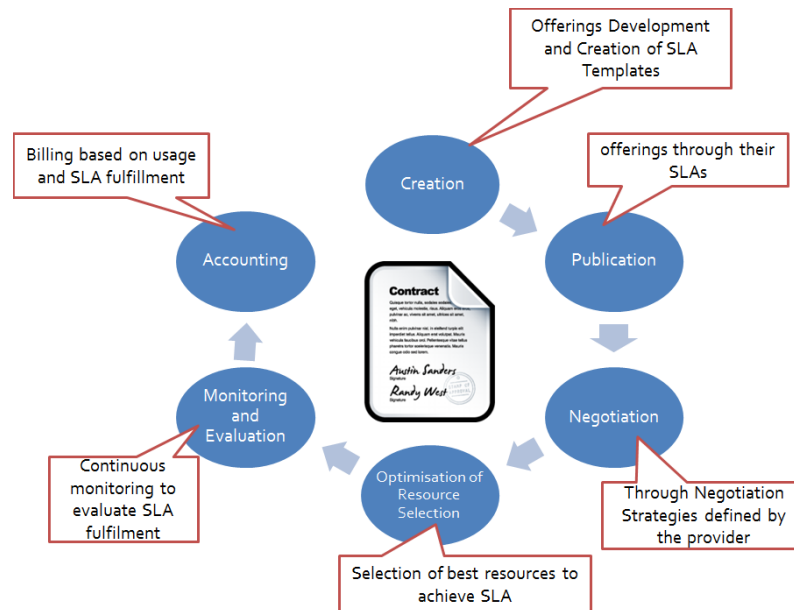 Offerings Development
and Creation of SLA
Templates
Creation
offerings through their
SLAs
Publication
Negotiation
Through Negotiation
Strategies defined by
the provider
Optimisation of
Resource
Selection
Selection of best resources to
achieve SLA
Monitoring
and
Evaluation
Continuous
monitoring to
evaluate SLA
fulfilment
Accounting
Billing based on usage
and SLA fulfillment
Contract
Austin Sanders
Signature
Randy West
Signature